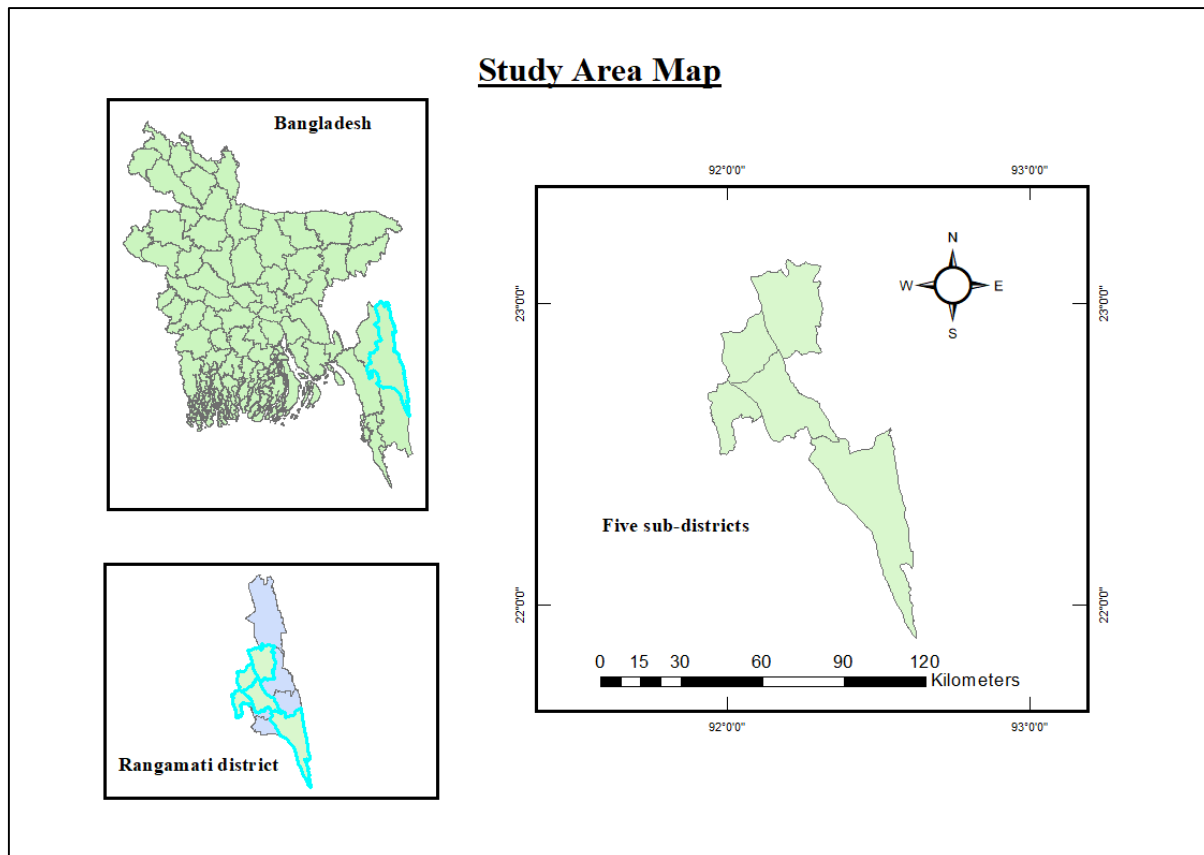 Study Area Map
Bangladesh
92°0'0"
93°0'0"
N
W
E
S
23°0'0"
23°0'0"
Five sub-districts
22°0'0"
22°0'0"
0 15 30 60 90 120
Kilometers
92°0'0"
93°0'0"
Rangamati district